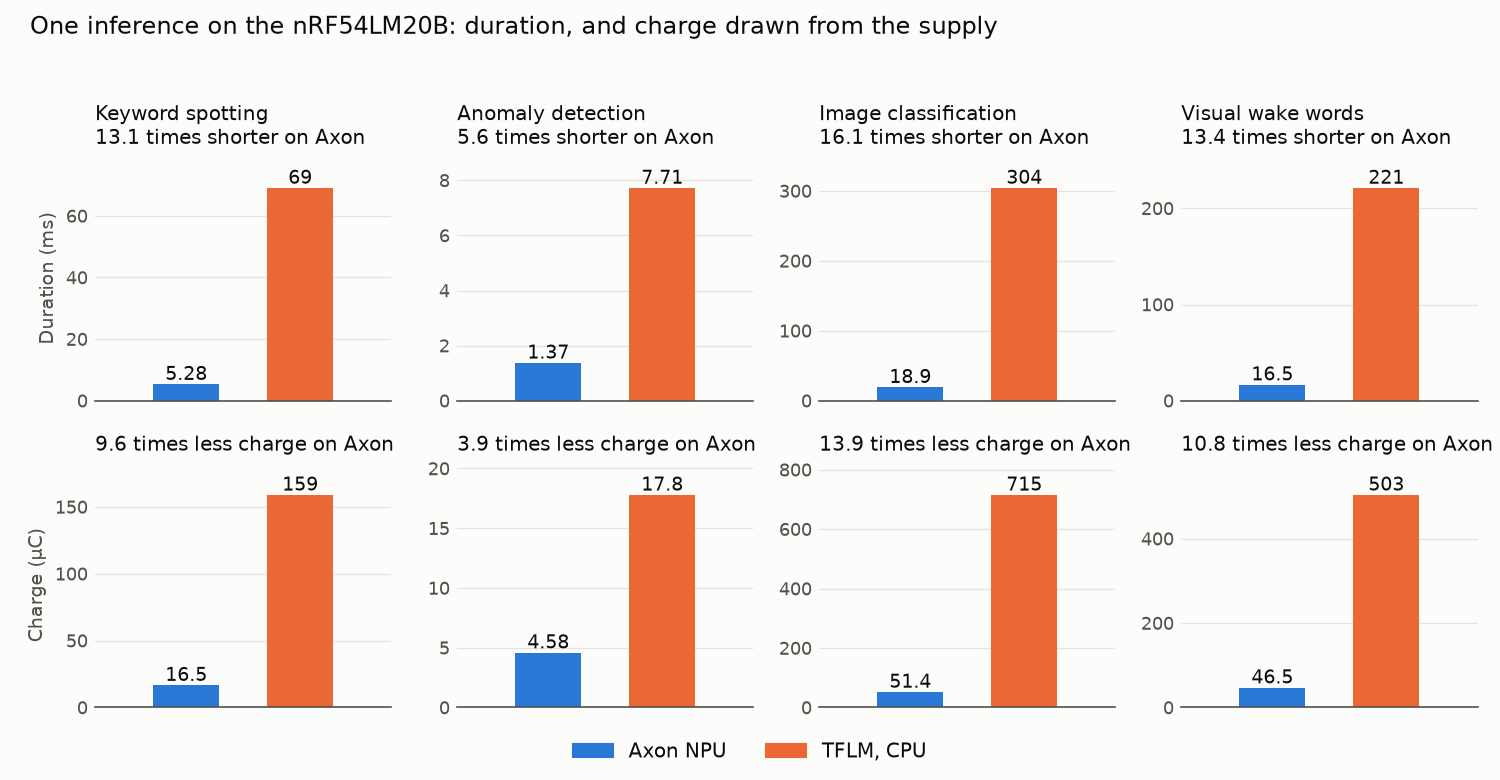 One inference on the nRF54LM20B: duration, and charge drawn from the supply
Keyword spotting
13.1 times shorter on Axon
Anomaly detection
5.6 times shorter on Axon
Image classification
16.1 times shorter on Axon
Visual wake words
13.4 times shorter on Axon
Duration (ms)
60
40
20
0
5.28
69
8
6
4
2
0
1.37
7.71
300
200
100
0
18.9
304
200
100
0
16.5
221
9.6 times less charge on Axon
3.9 times less charge on Axon
13.9 times less charge on Axon
10.8 times less charge on Axon
Charge (µC)
150
100
50
0
16.5
159
20
15
10
5
0
4.58
17.8
800
600
400
200
0
51.4
715
400
200
0
46.5
503
Axon NPU
TFLM, CPU